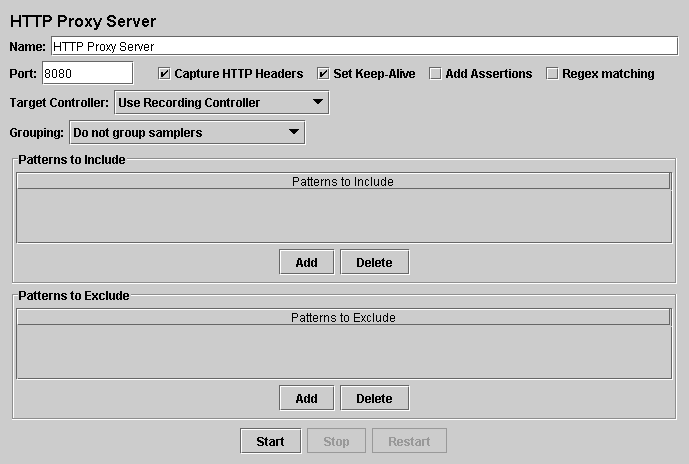 HTTP Proxy Server
Name: HTTP Proxy Server
Port: 8080 Capture HTTP Headers Set Keep-Alive Add Assertions Regex matching
Target Controller: Use Recording Controller
Grouping: Do not group samplers
Patterns to Include
Patterns to Include
Add Delete
Patterns to Exclude
Patterns to Exclude
Add Delete
Start Stop Restart